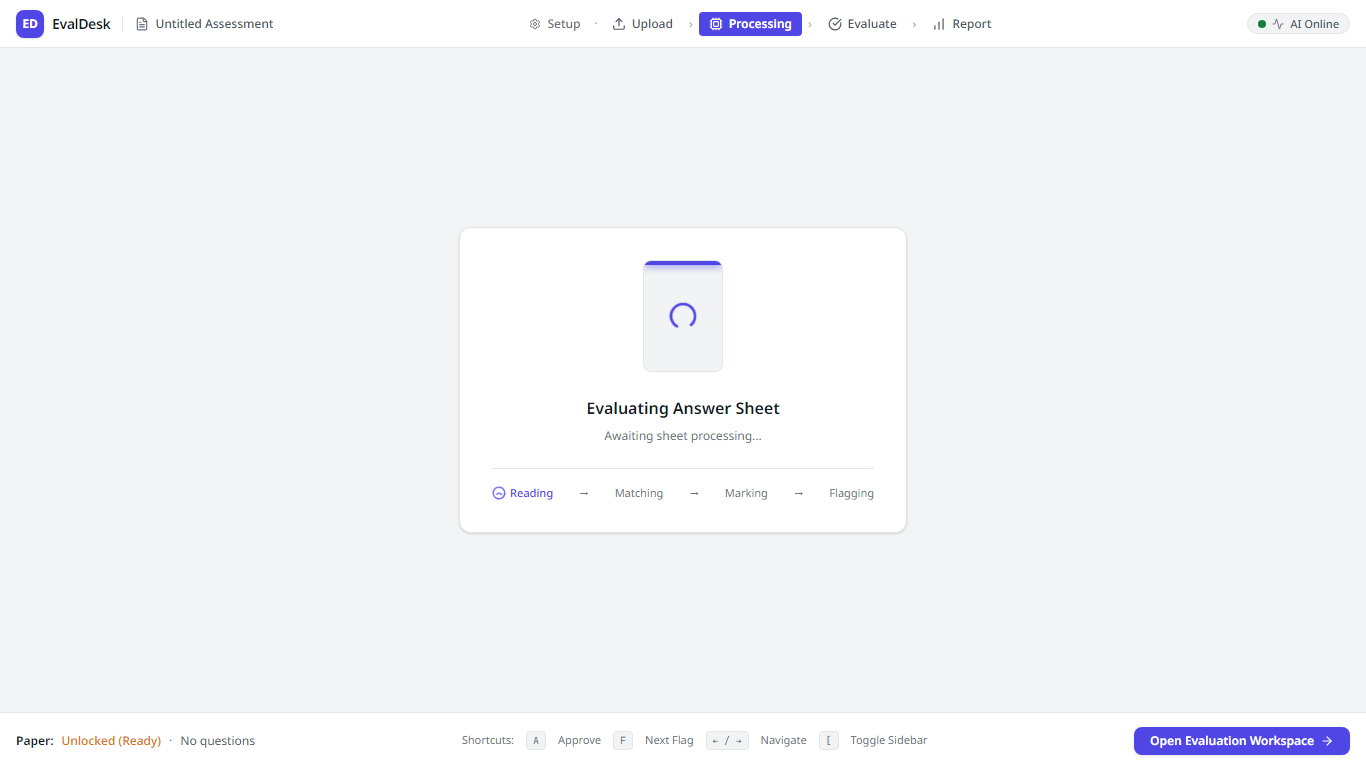 ED EvalDesk Untitled Assessment Setup · Upload › Processing › Evaluate › Report AI Online
Evaluating Answer Sheet
Awaiting sheet processing...
Reading → Matching → Marking → Flagging
Paper: Unlocked (Ready) · No questions Shortcuts: A Approve F Next Flag ← / → Navigate [ Toggle Sidebar Open Evaluation Workspace →